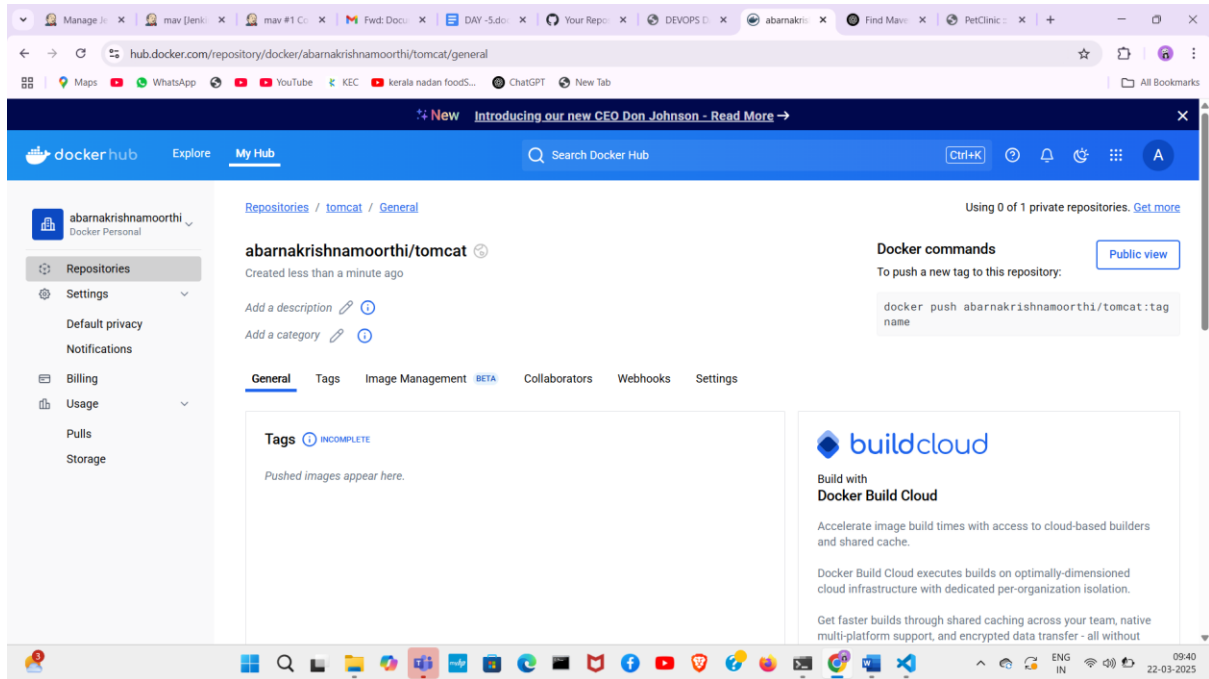 Manage Je
mav [Jenki
mav #1 Co
Fwd: Docu
DAY -5.doc
Your Repo
DEVOPS D
abarnakris
Find Mave
PetClinic
hub.docker.com/repository/docker/abarnakrishnamoorthi/tomcat/general
Maps
WhatsApp
YouTube
KEC
kerala nadan foodS...
ChatGPT
New Tab
All Bookmarks
New Introducing our new CEO Don Johnson - Read More →
dockerhub
Explore
My Hub
Search Docker Hub
Ctrl+K
A
abarnakrishnamoorthi
Docker Personal
Repositories
Settings
Default privacy
Notifications
Billing
Usage
Pulls
Storage
Repositories / tomcat / General
Using 0 of 1 private repositories. Get more
abarnakrishnamoorthi/tomcat
Created less than a minute ago
Add a description
Add a category
Docker commands
Public view
To push a new tag to this repository:
docker push abarnakrishnamoorthi/tomcat:tag
name
General
Tags
Image Management BETA
Collaborators
Webhooks
Settings
Tags INCOMPLETE
Pushed images appear here.
buildcloud
Build with
Docker Build Cloud
Accelerate image build times with access to cloud-based builders
and shared cache.
Docker Build Cloud executes builds on optimally-dimensioned
cloud infrastructure with dedicated per-organization isolation.
Get faster builds through shared caching across your team, native
multi-platform support, and encrypted data transfer - all without
3
ENG
IN
09:40
22-03-2025